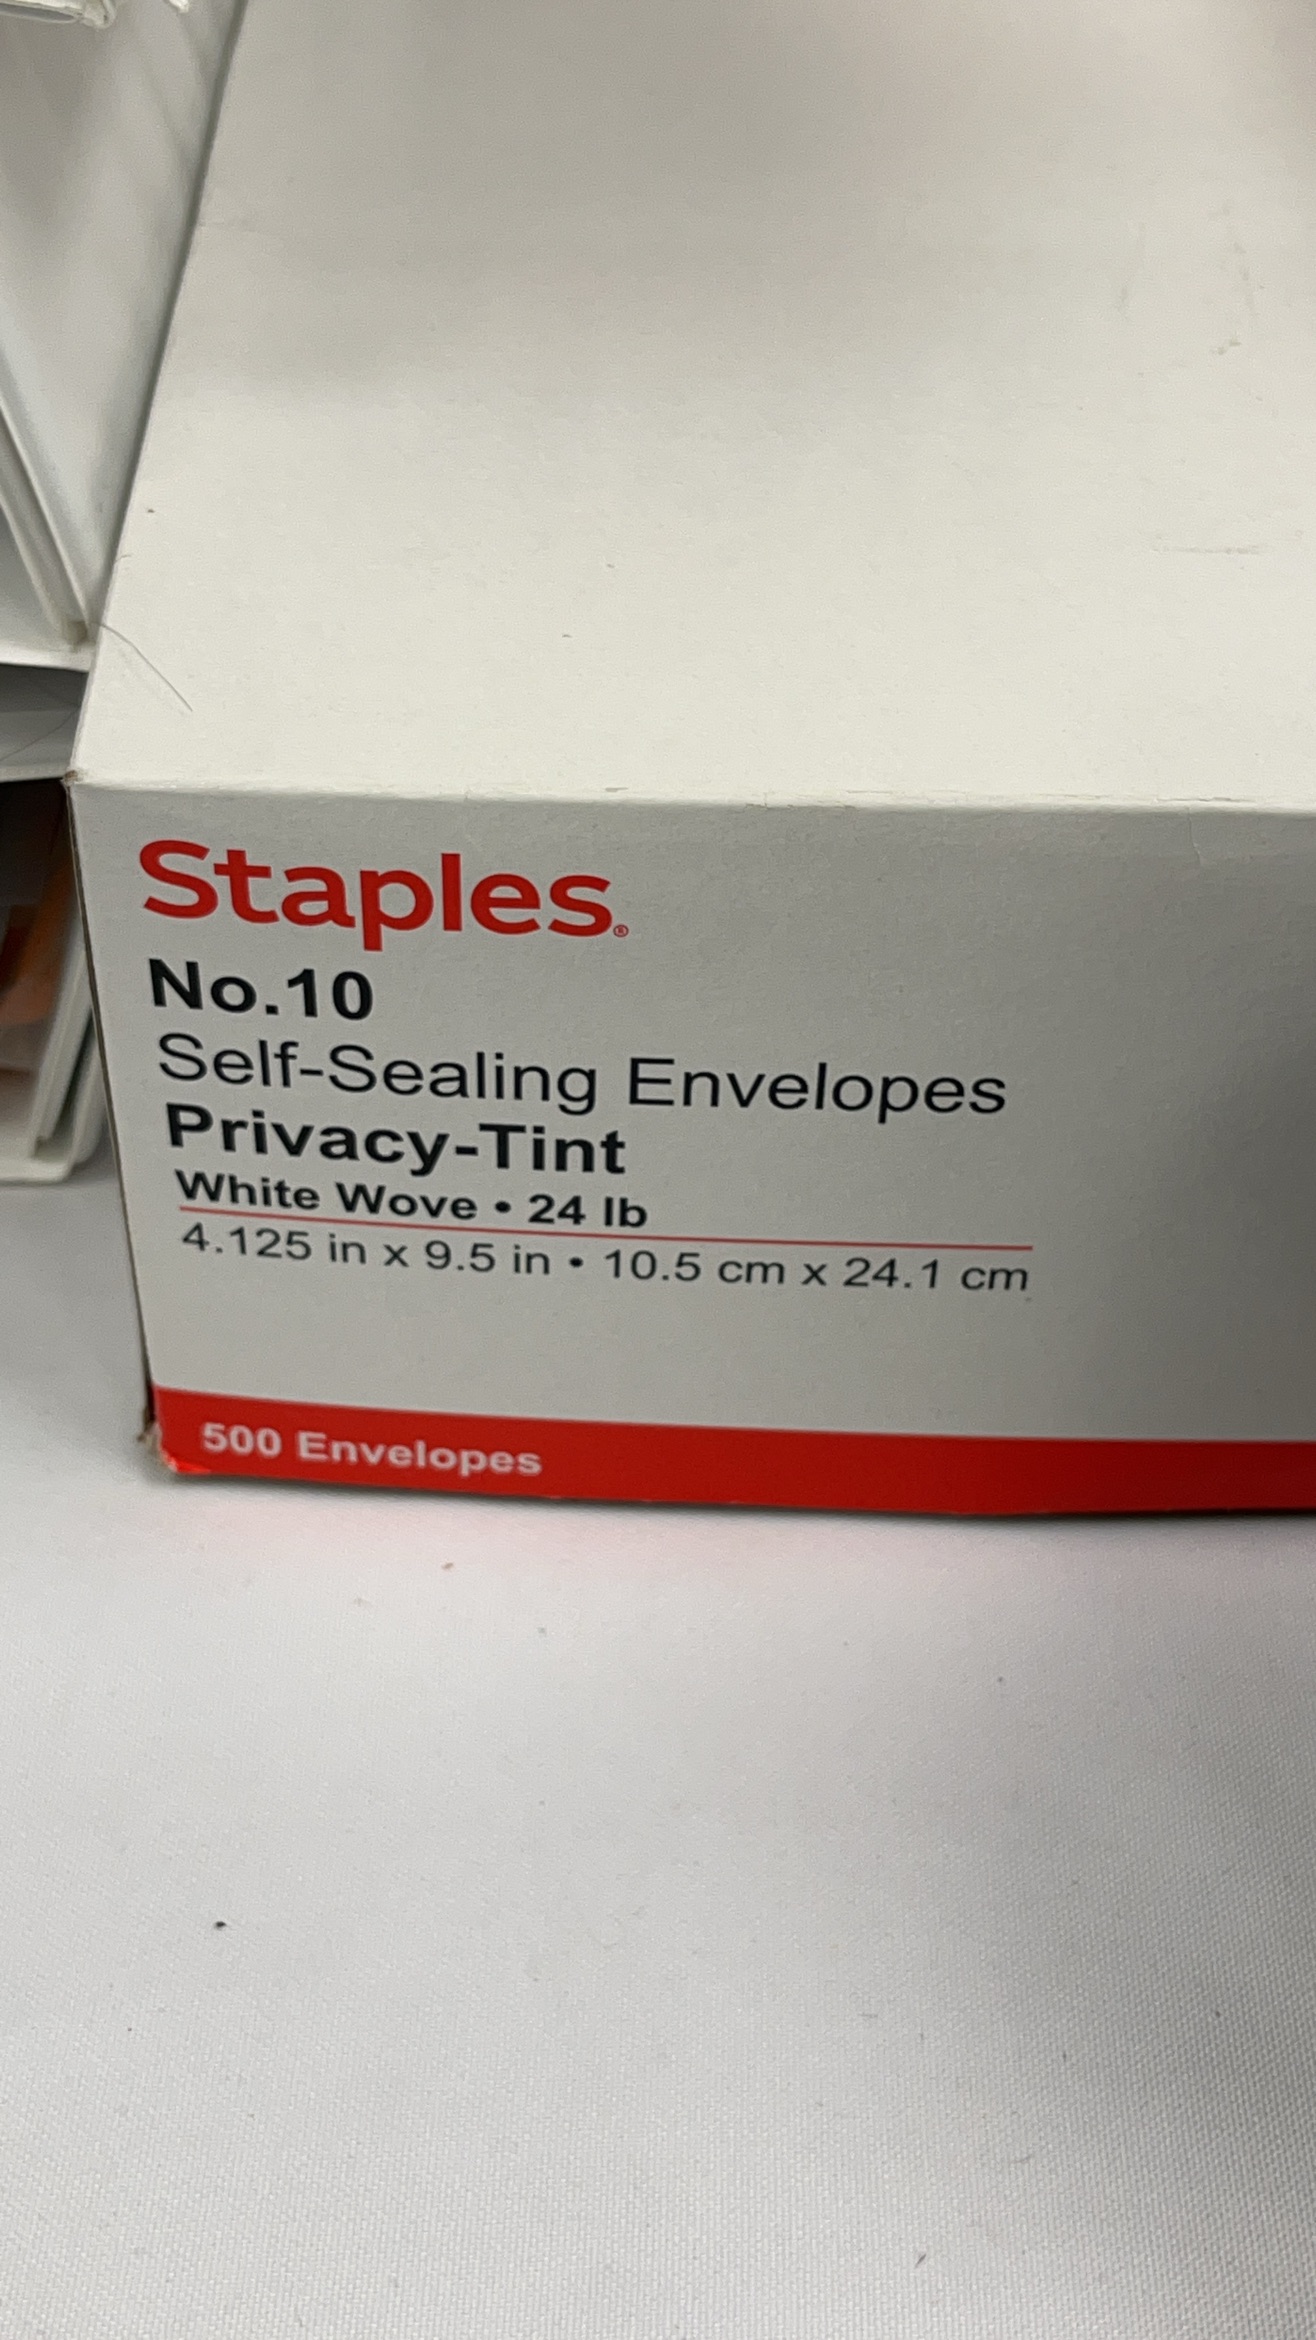 Staples®
No.10
Self-Sealing Envelopes
Privacy-Tint
White Wove • 24 lb
4.125 in x 9.5 in • 10.5 cm x 24.1 cm
500 Envelopes